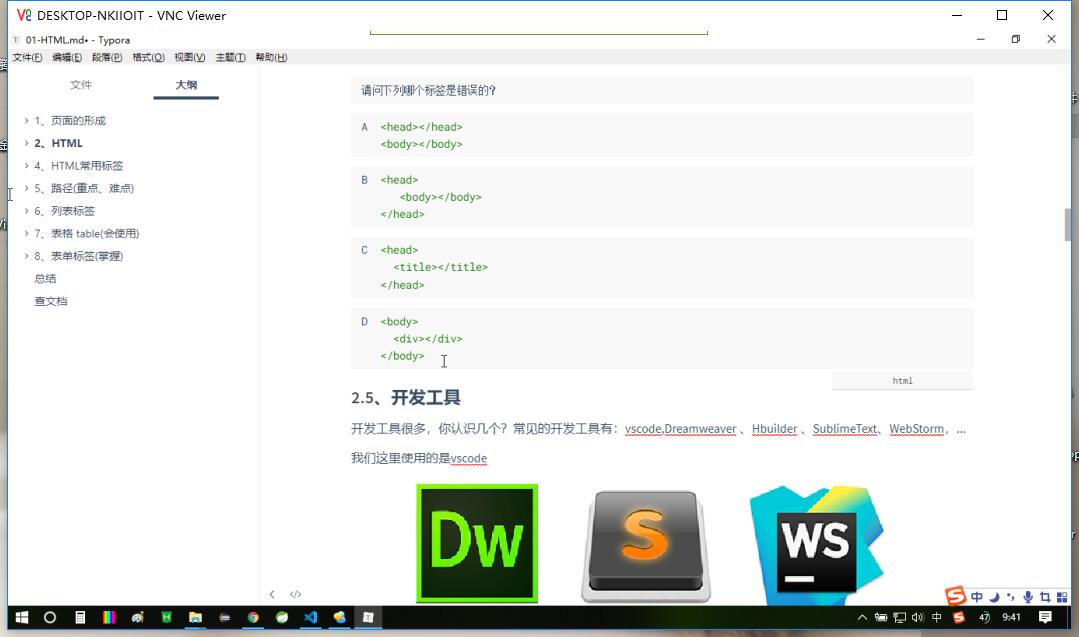 DESKTOP-NKIIOIT - VNC Viewer
01-HTML.md• - Typora
文件(F) 编辑(E) 段落(P) 格式(O) 视图(V) 主题(T) 帮助(H)
文件 大纲
1、页面的形成
2、HTML
4、HTML常用标签
5、路径(重点、难点)
6、列表标签
7、表格 table(会使用)
8、表单标签(掌握)
总结
查文档
请问下列哪个标签是错误的?
A <head></head>
<body></body>
B <head>
<body></body>
</head>
C <head>
<title></title>
</head>
D <body>
<div></div>
</body>
html
2.5、开发工具
开发工具很多，你认识几个？常见的开发工具有：vscode,Dreamweaver 、Hbuilder 、SublimeText、WebStorm，...
我们这里使用的是vscode
Dw S WS
中
中 9:41